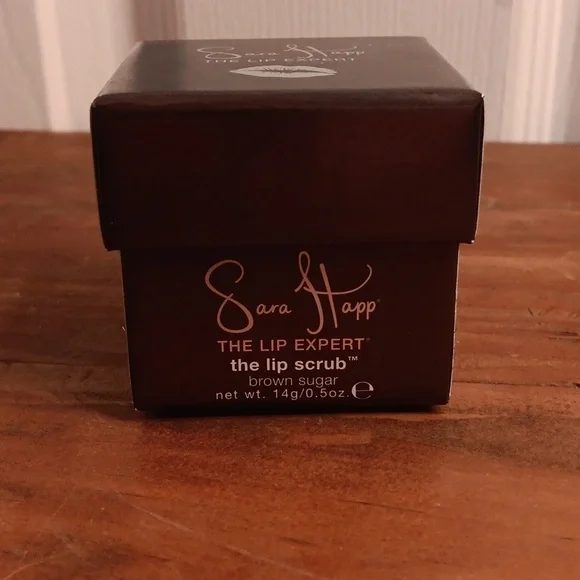 Sara Happ
THE LIP EXPERT
Sara Happ®
THE LIP EXPERT®
the lip scrub™
brown sugar
net wt. 14g/0.5oz. ℮